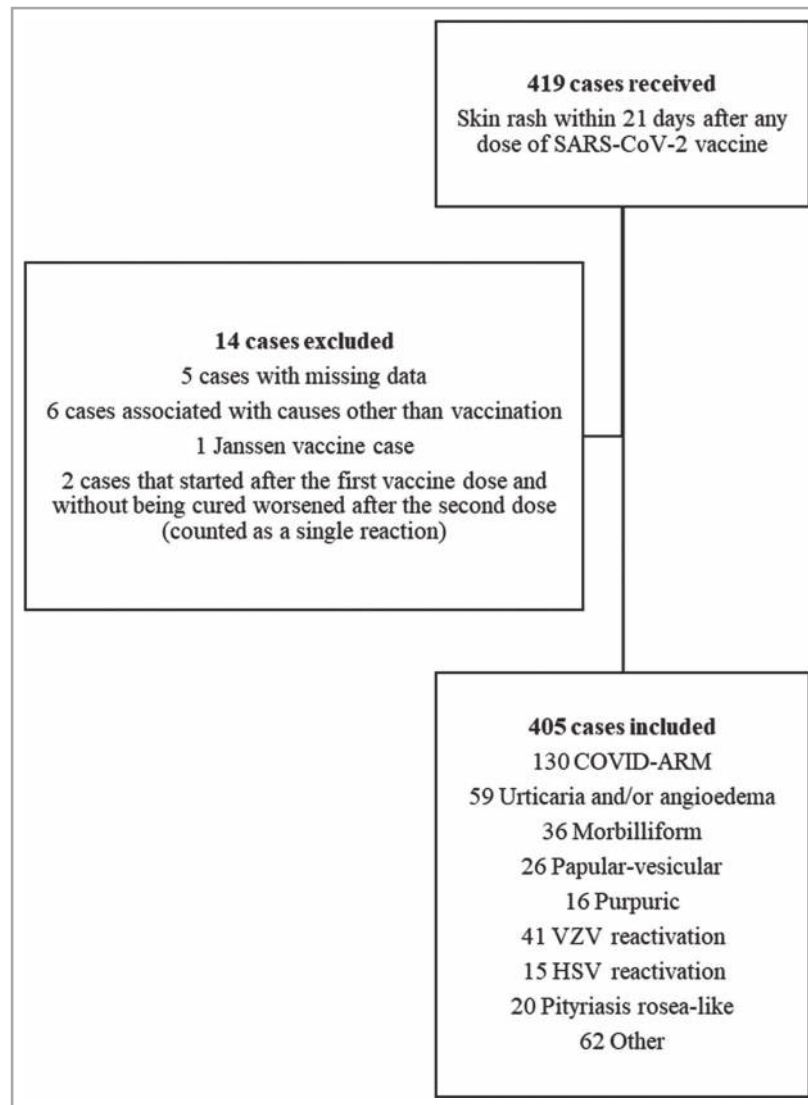 419 cases received
Skin rash within 21 days after any
dose of SARS-CoV-2 vaccine
14 cases excluded
5 cases with missing data
6 cases associated with causes other than vaccination
1 Janssen vaccine case
2 cases that started after the first vaccine dose and
without being cured worsened after the second dose
(counted as a single reaction)
405 cases included
130 COVID-ARM
59 Urticaria and/or angioedema
36 Morbilliform
26 Papular-vesicular
16 Purpuric
41 VZV reactivation
15 HSV reactivation
20 Pityriasis rosea-like
62 Other